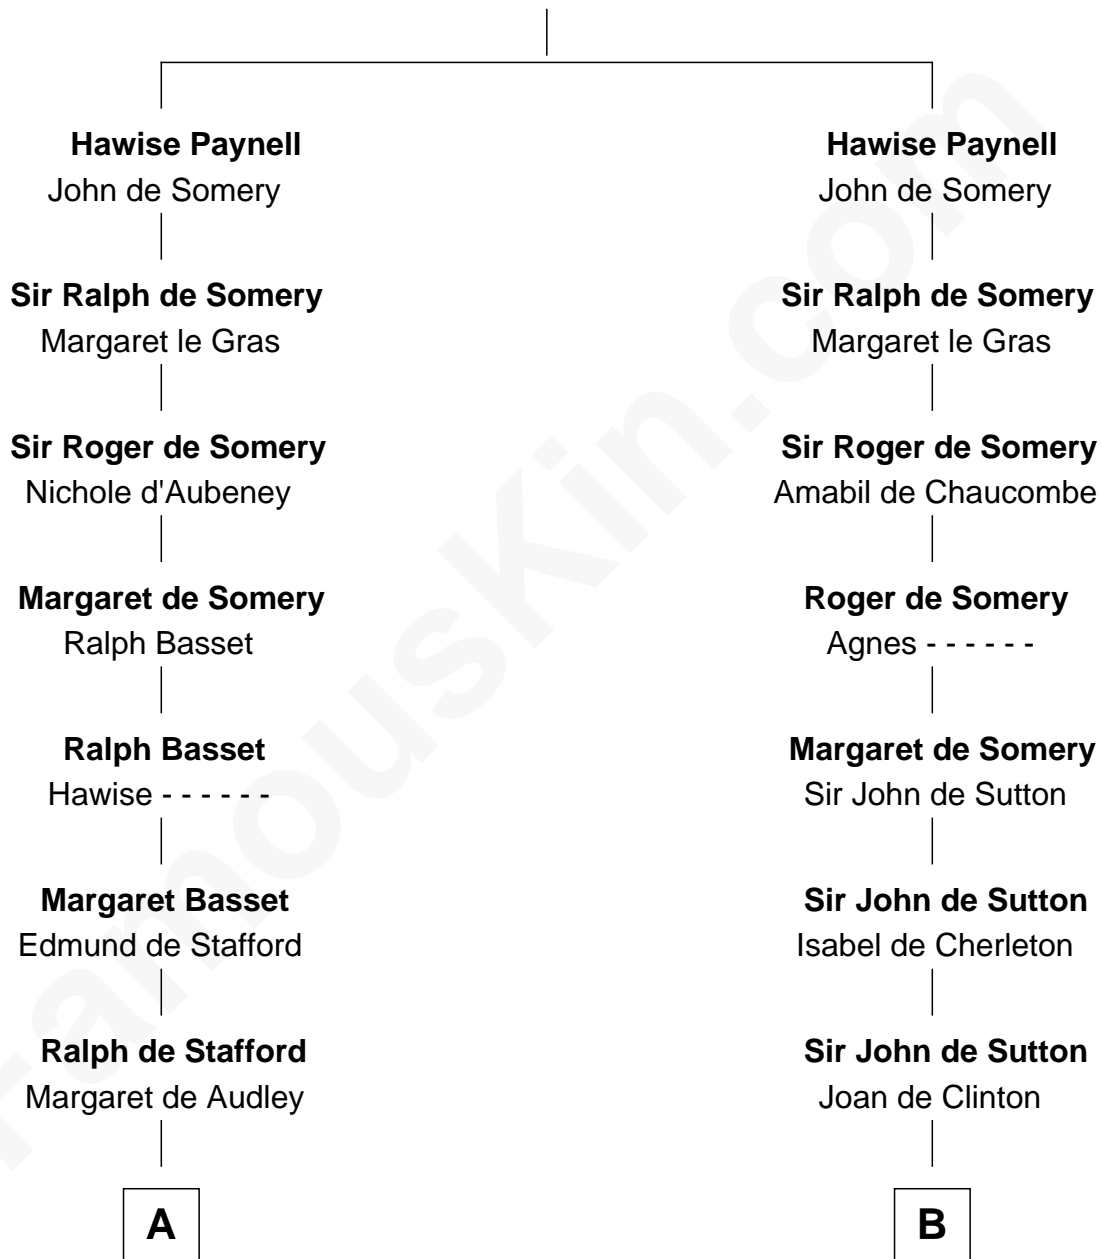 Hawise Paynell
John de Somery
Sir Ralph de Somery
Margaret le Gras
Sir Roger de Somery
Nichole d'Aubeney
Margaret de Somery
Ralph Basset
Ralph Basset
Hawise - - - - - -
Margaret Basset
Edmund de Stafford
Ralph de Stafford
Margaret de Audley
A
Hawise Paynell
John de Somery
Sir Ralph de Somery
Margaret le Gras
Sir Roger de Somery
Amabil de Chaucombe
Roger de Somery
Agnes - - - - - -
Margaret de Somery
Sir John de Sutton
Sir John de Sutton
Isabel de Cherleton
Sir John de Sutton
Joan de Clinton
B
FamousKin.com